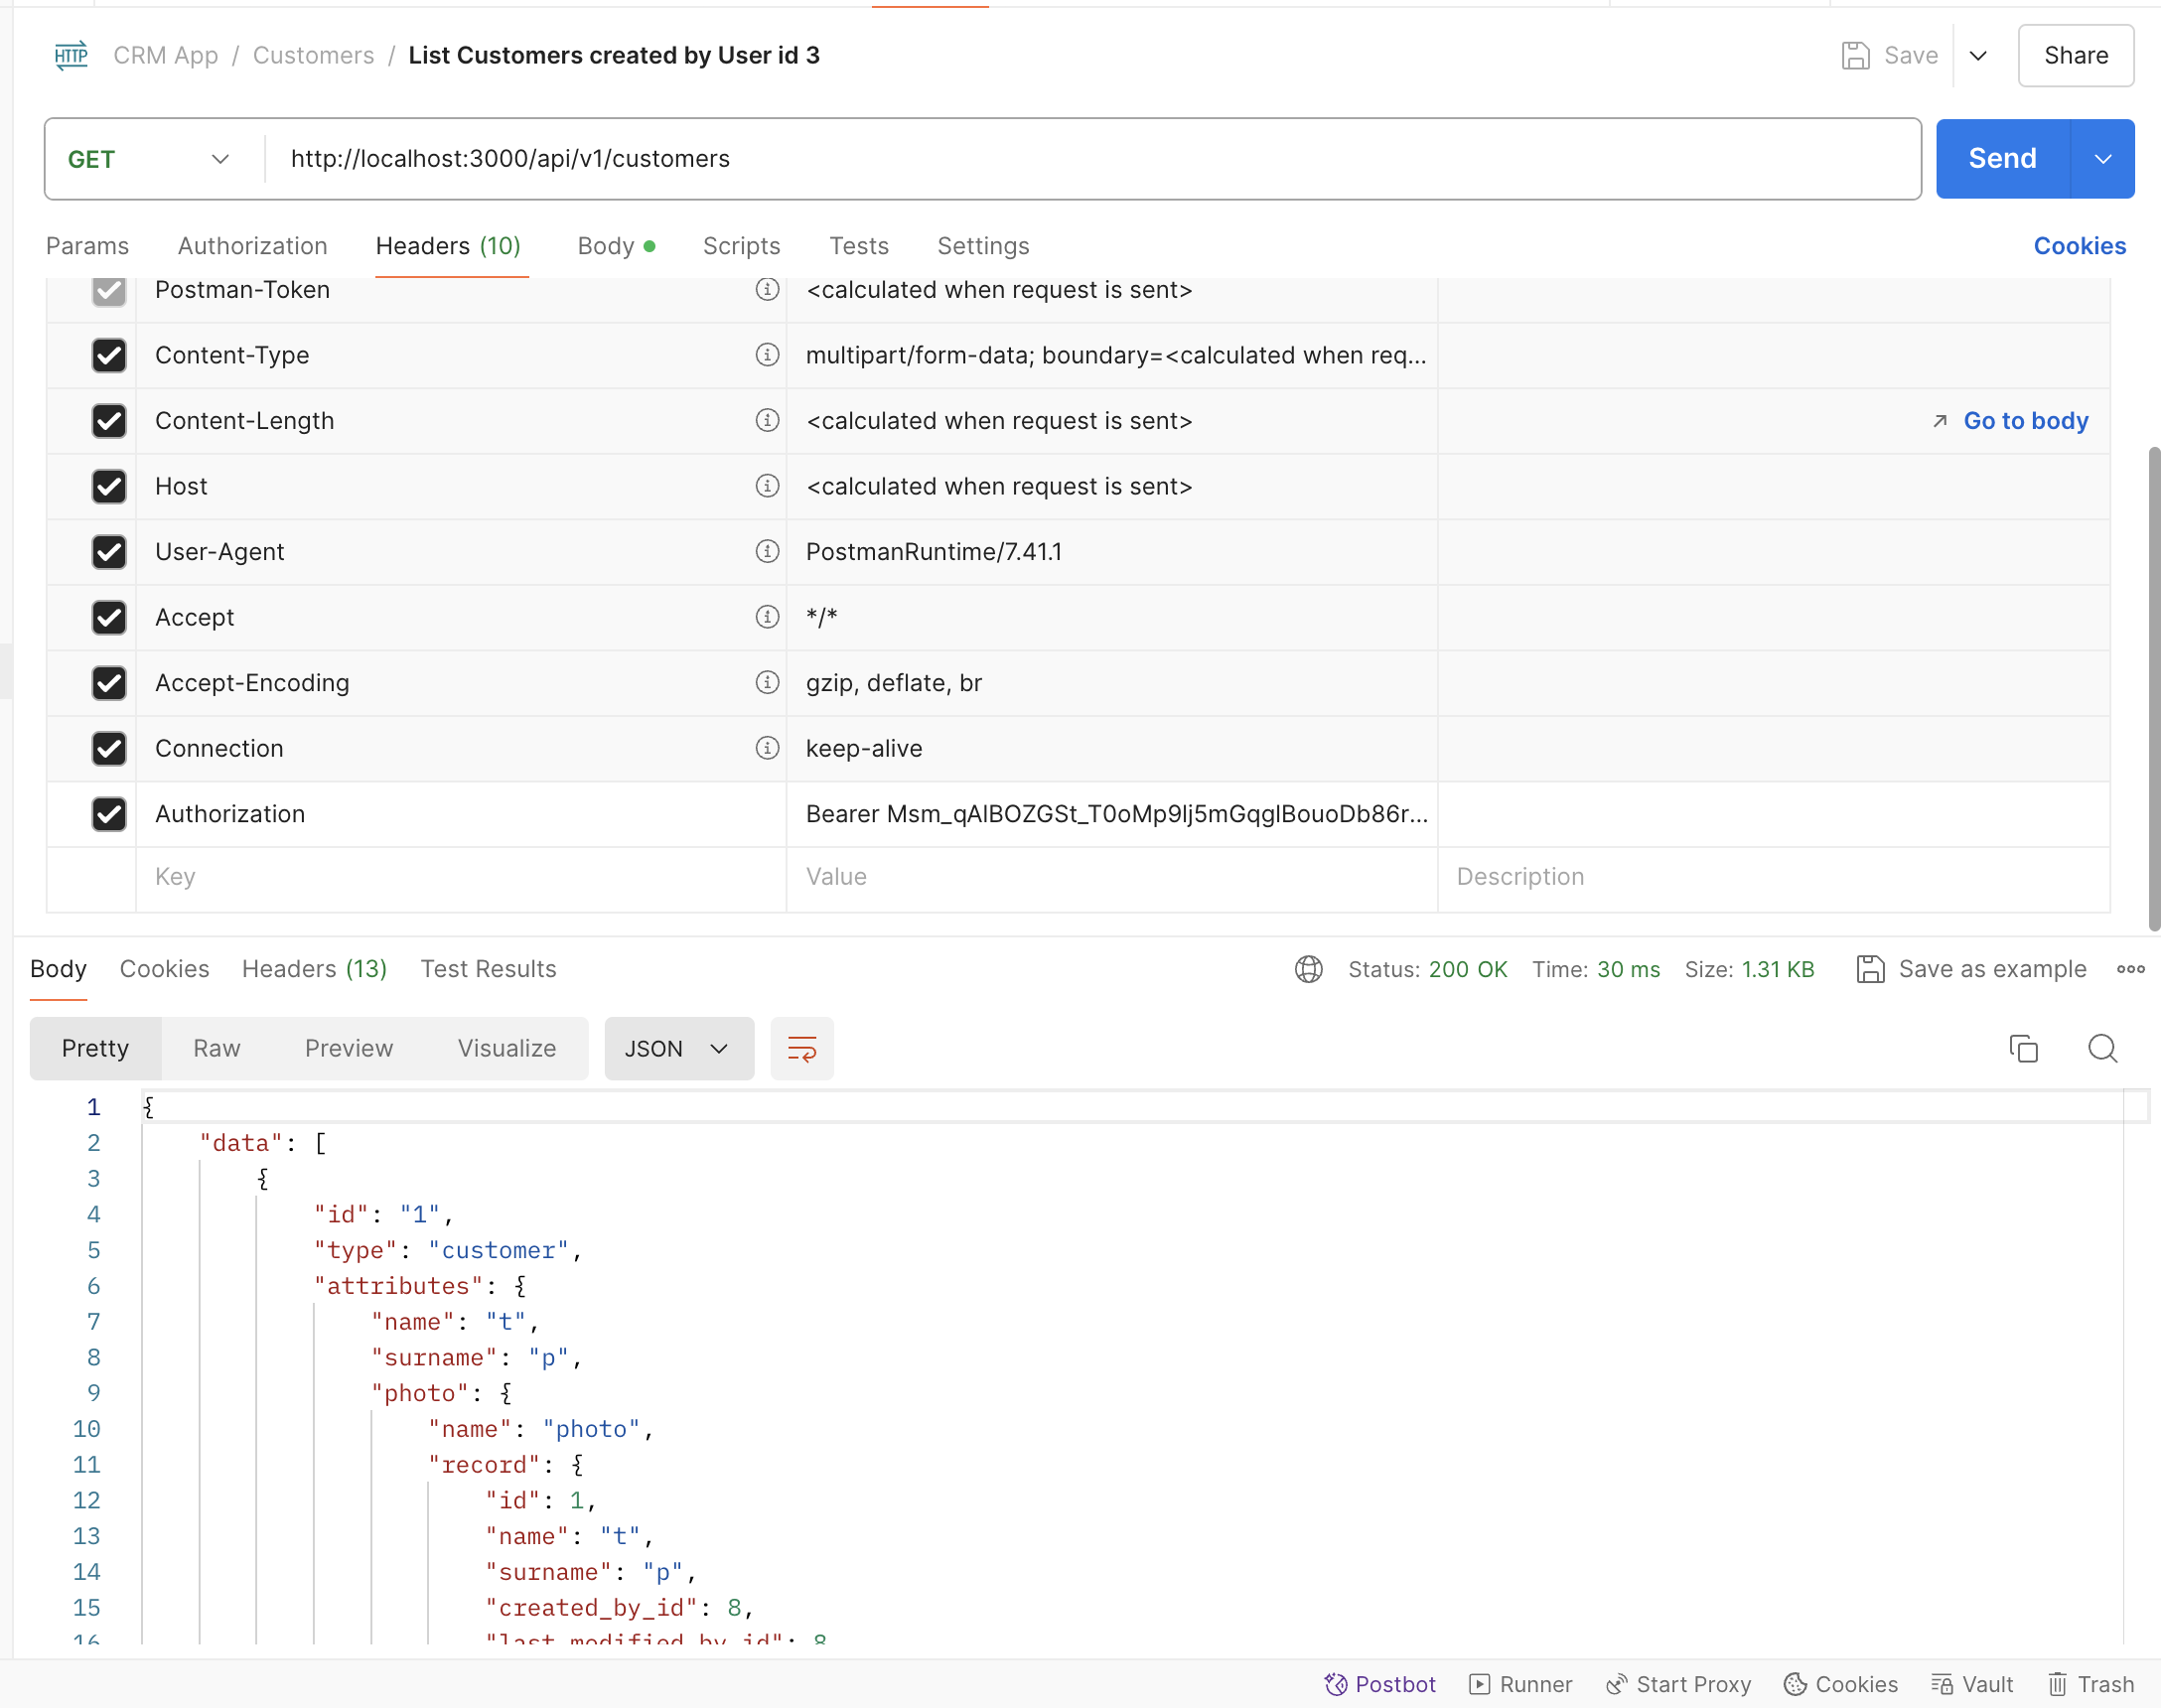 HTTP CRM App / Customers / List Customers created by User id 3 Save Share
GET http://localhost:3000/api/v1/customers Send
Params Authorization Headers (10) Body Scripts Tests Settings Cookies
Postman-Token <calculated when request is sent>
Content-Type multipart/form-data; boundary=<calculated when req...
Content-Length <calculated when request is sent> Go to body
Host <calculated when request is sent>
User-Agent PostmanRuntime/7.41.1
Accept */*
Accept-Encoding gzip, deflate, br
Connection keep-alive
Authorization Bearer Msm_qAlBOZGSt_T0oMp9lj5mGqglBouoDb86r...
Key Value Description
Body Cookies Headers (13) Test Results Status: 200 OK Time: 30 ms Size: 1.31 KB Save as example
Pretty Raw Preview Visualize JSON
1 {
2 "data": [
3 {
4 "id": "1",
5 "type": "customer",
6 "attributes": {
7 "name": "t",
8 "surname": "p",
9 "photo": {
10 "name": "photo",
11 "record": {
12 "id": 1,
13 "name": "t",
14 "surname": "p",
15 "created_by_id": 8,
16 "last_modified_by_id": 8
Postbot Runner Start Proxy Cookies Vault Trash